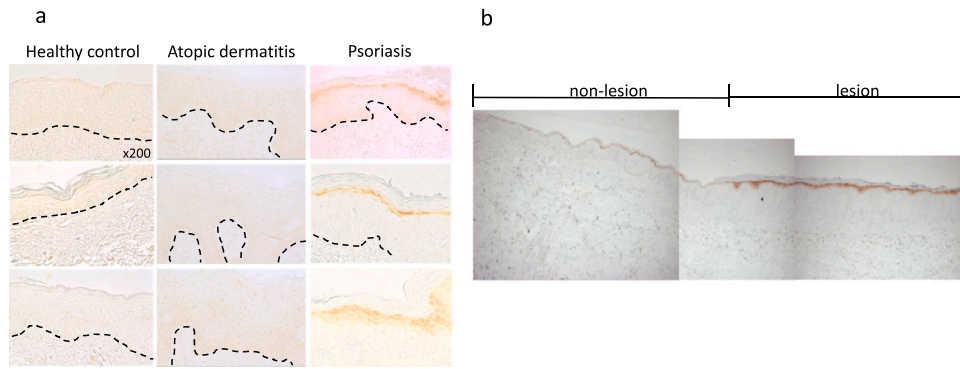 a
b
Healthy control
Atopic dermatitis
Psoriasis
non-lesion
lesion
x200